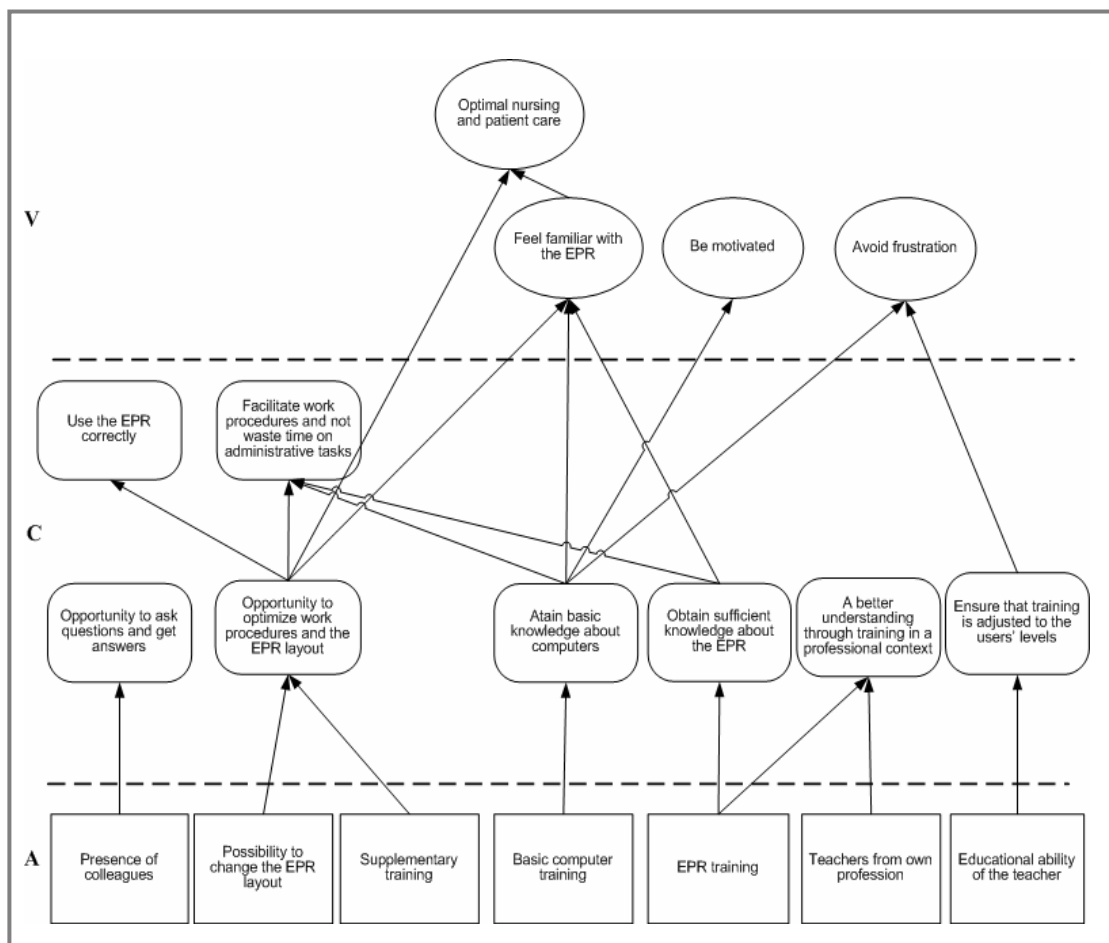 Optimal nursing
and patient care
V
Feel familiar with
the EPR
Be motivated
Avoid frustration
Use the EPR
correctly
Facilitate work
procedures and not
waste time on
administrative tasks
C
Opportunity to ask
questions and get
answers
Opportunity to
optimize work
procedures and the
EPR layout
Atain basic
knowledge about
computers
Obtain sufficient
knowledge about
the EPR
A better
understanding
through training in a
professional context
Ensure that training
is adjusted to the
users' levels
A
Presence of
colleagues
Possibility to
change the EPR
layout
Supplementary
training
Basic computer
training
EPR training
Teachers from own
profession
Educational ability
of the teacher